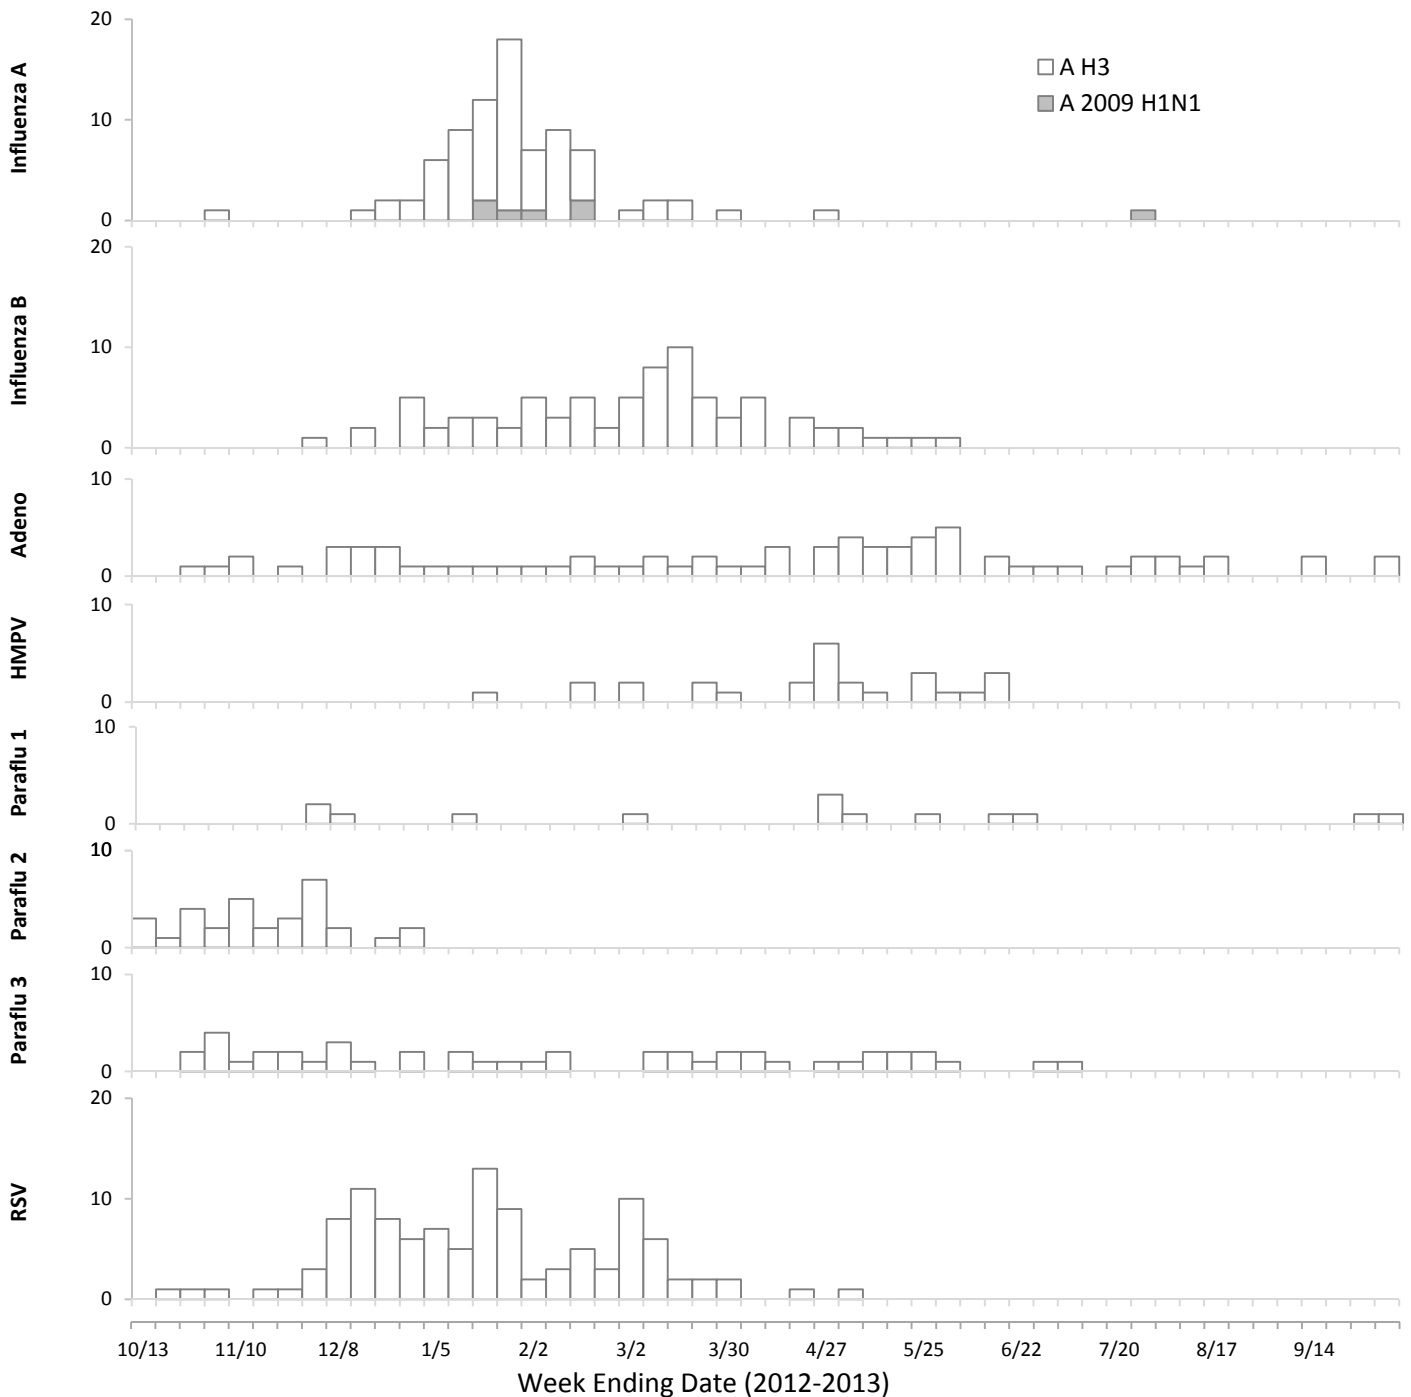 Influenza A
20
10
0
A H3
A 2009 H1N1
Influenza B
20
10
0
Adeno
10
0
HMPV
10
0
Paraflu 1
10
0
Paraflu 2
10
0
Paraflu 3
10
0
RSV
20
10
0
10/13 11/10 12/8 1/5 2/2 3/2 3/30 4/27 5/25 6/22 7/20 8/17 9/14
Week Ending Date (2012-2013)